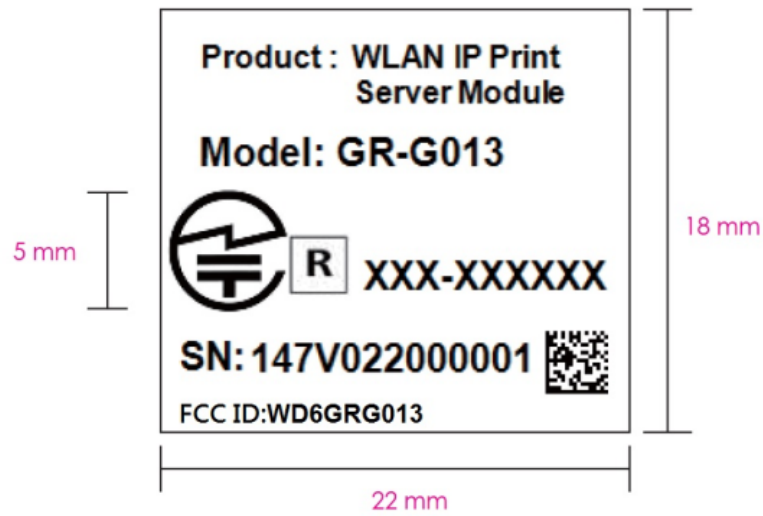 Product : WLAN IP Print
Server Module
Model: GR-G013
5 mm
18 mm
R XXX-XXXXXX
SN: 147V022000001
FCC ID:WD6GRG013
22 mm